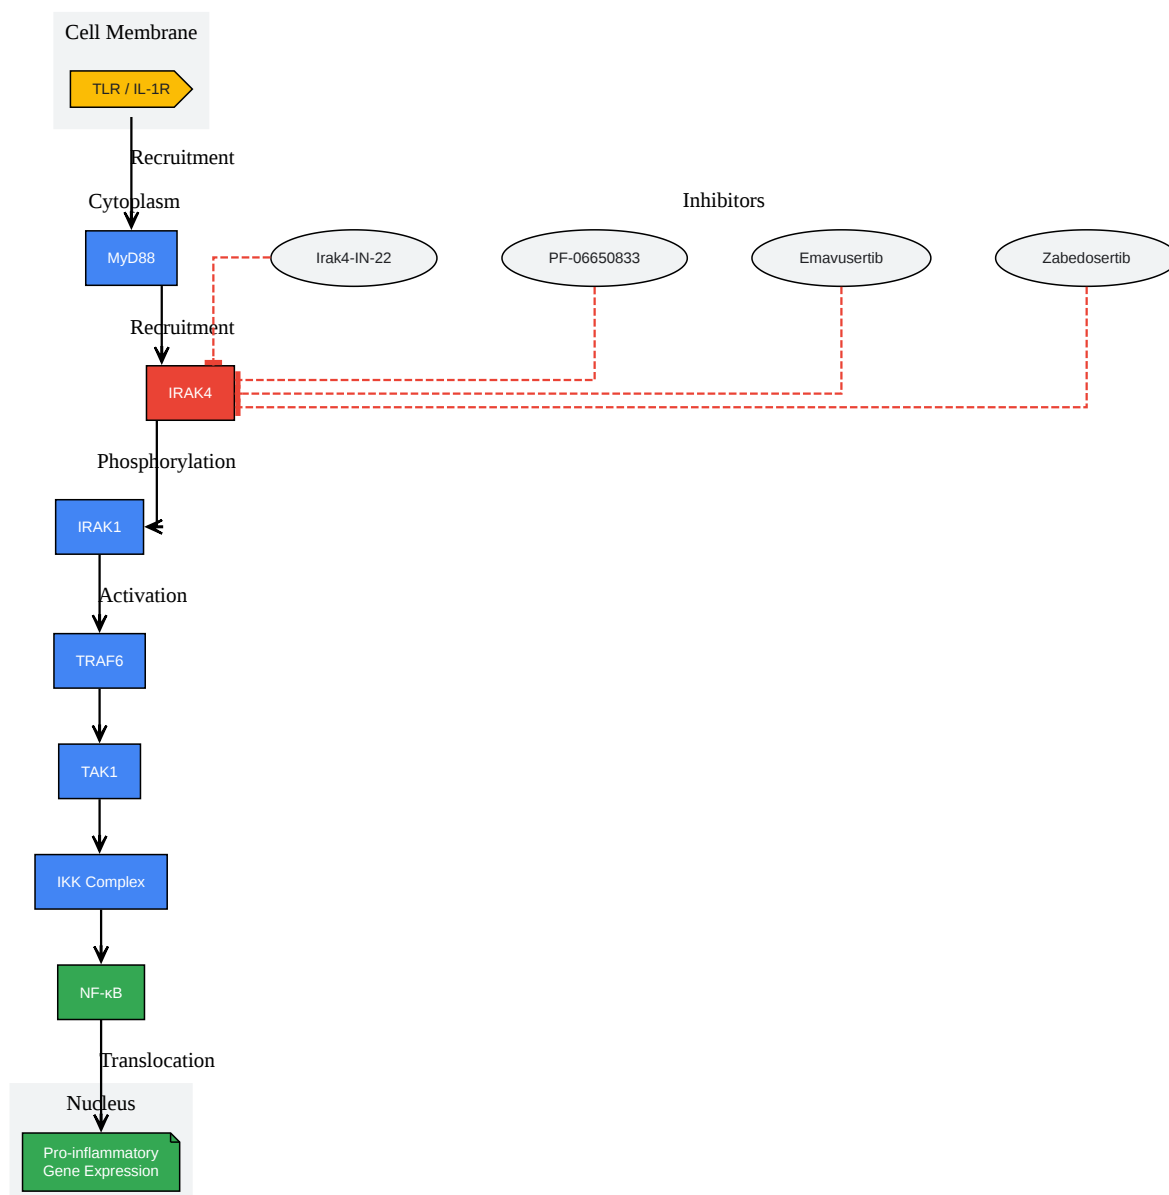 Cell Membrane
TLR / IL-1R
Recruitment
Cytoplasm
Inhibitors
MyD88
Irak4-IN-22
PF-06650833
Emavusertib
Zabedosertib
Recruitment
IRAK4
Phosphorylation
IRAK1
Activation
TRAF6
TAK1
IKK Complex
NF-κB
Translocation
Nucleus
Pro-inflammatory
Gene Expression